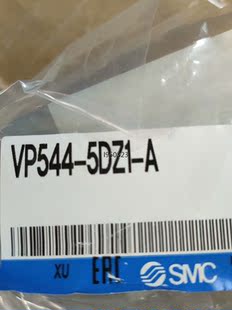 VP544-5DZ1-A
XU EAC SMC